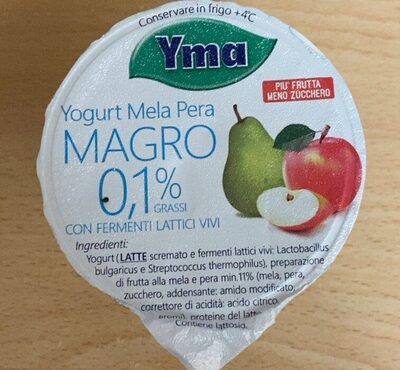 Conservare in frigo +4°C
Yma
PIU' FRUTTA
MENO ZUCCHERO
Yogurt Mela Pera
MAGRO
0,1%
GRASSI
CON FERMENTI LATTICI VIVI
Ingredienti:
Yogurt (LATTE scremato e fermenti lattici vivi: Lactobacillus
bulgaricus e Streptococcus thermophilus), preparazione
di frutta alla mela e pera min.11% (mela, pera,
zucchero, addensante: amido modificato,
correttore di acidità: acido citrico,
aromi), proteine del latte
Contiene lattosio.